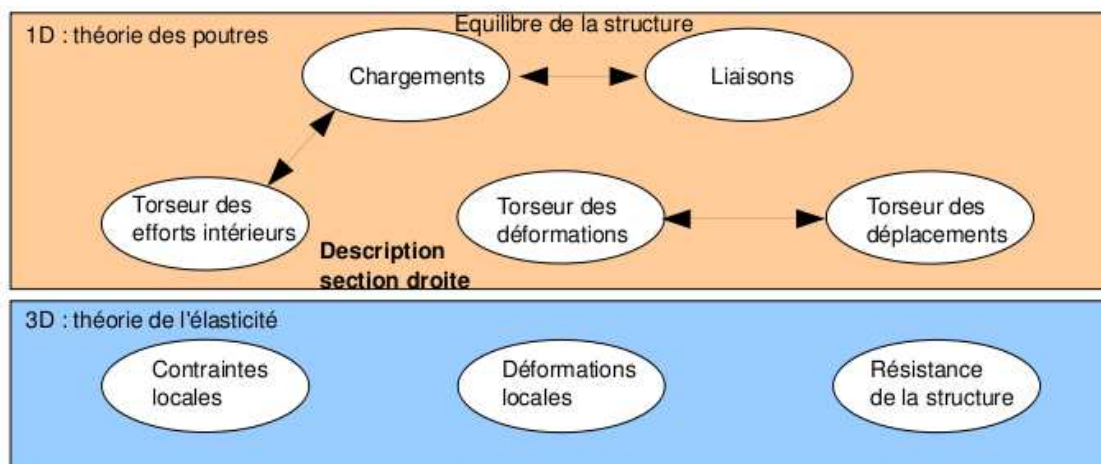 Equilibre de la structure
1D : théorie des poutres
Chargements
Liaisons
Torseur des
efforts intérieurs
Torseur des
déformations
Torseur des
déplacements
Description
section droite
3D : théorie de l'élasticité
Contraintes
locales
Déformations
locales
Résistance
de la structure